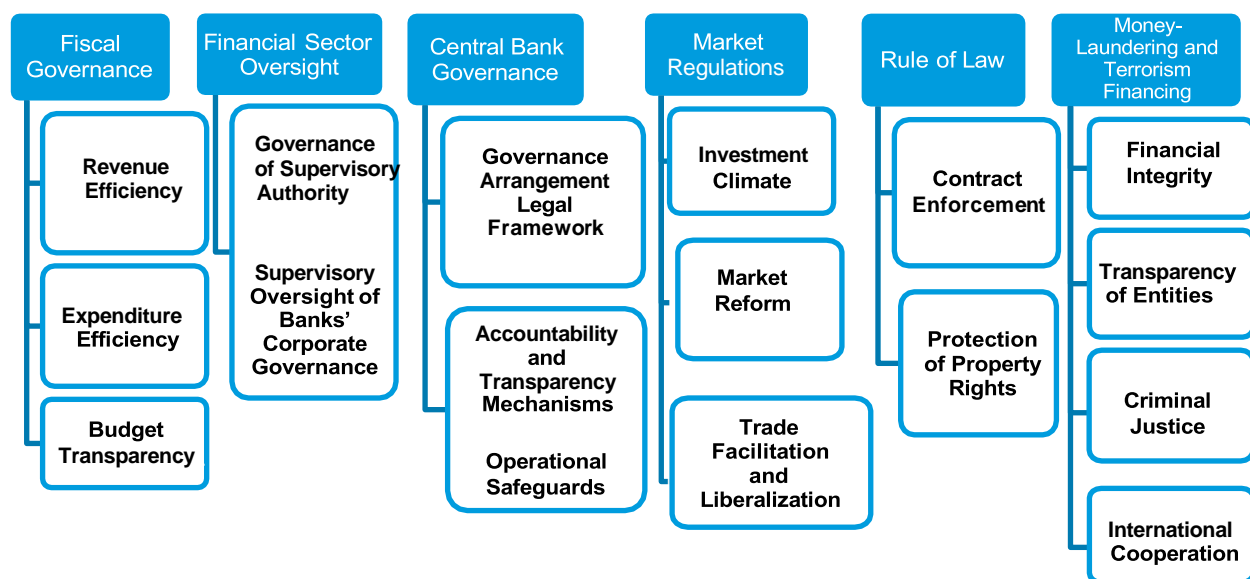 Fiscal
Governance
Revenue
Efficiency
Expenditure
Efficiency
Budget
Transparency
Financial Sector
Oversight
Governance
of Supervisory
Authority
Supervisory
Oversight of
Banks’
Corporate
Governance
Central Bank
Governance
Governance
Arrangement
Legal
Framework
Accountability
and
Transparency
Mechanisms
Operational
Safeguards
Market
Regulations
Investment
Climate
Market
Reform
Trade
Facilitation
and
Liberalization
Rule of Law
Contract
Enforcement
Protection
of Property
Rights
Money-
Laundering and
Terrorism
Financing
Financial
Integrity
Transparency
of Entities
Criminal
Justice
International
Cooperation